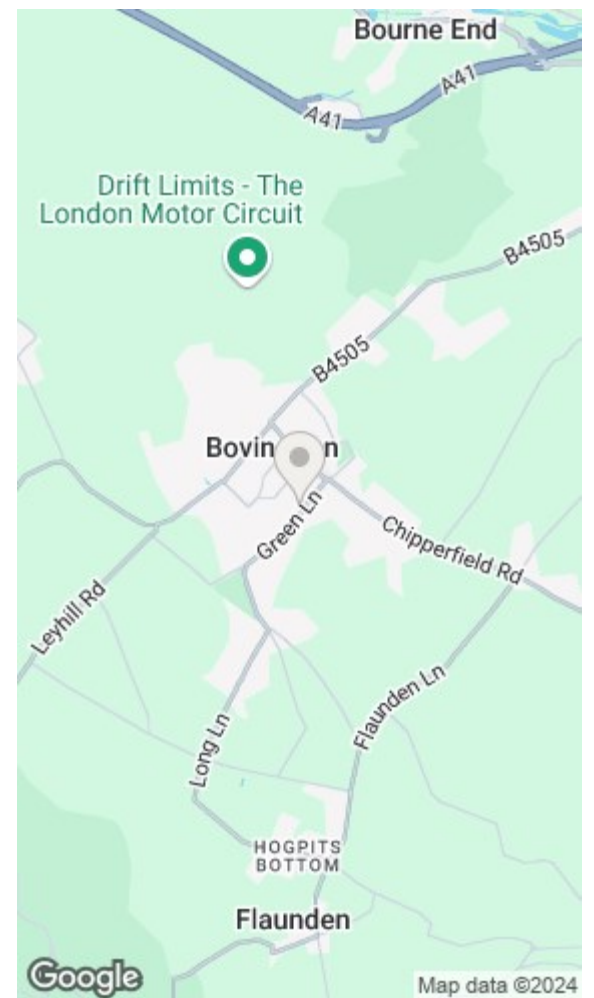 Bourne End
A41
A41
Drift Limits - The
London Motor Circuit
B4505
B4505
Bovin n
Green Ln
Chipperfield Rd
Leyhill Rd
Flaunden Ln
Long Ln
HOGPITS
BOTTOM
Flaunden
Google
Map data ©2024